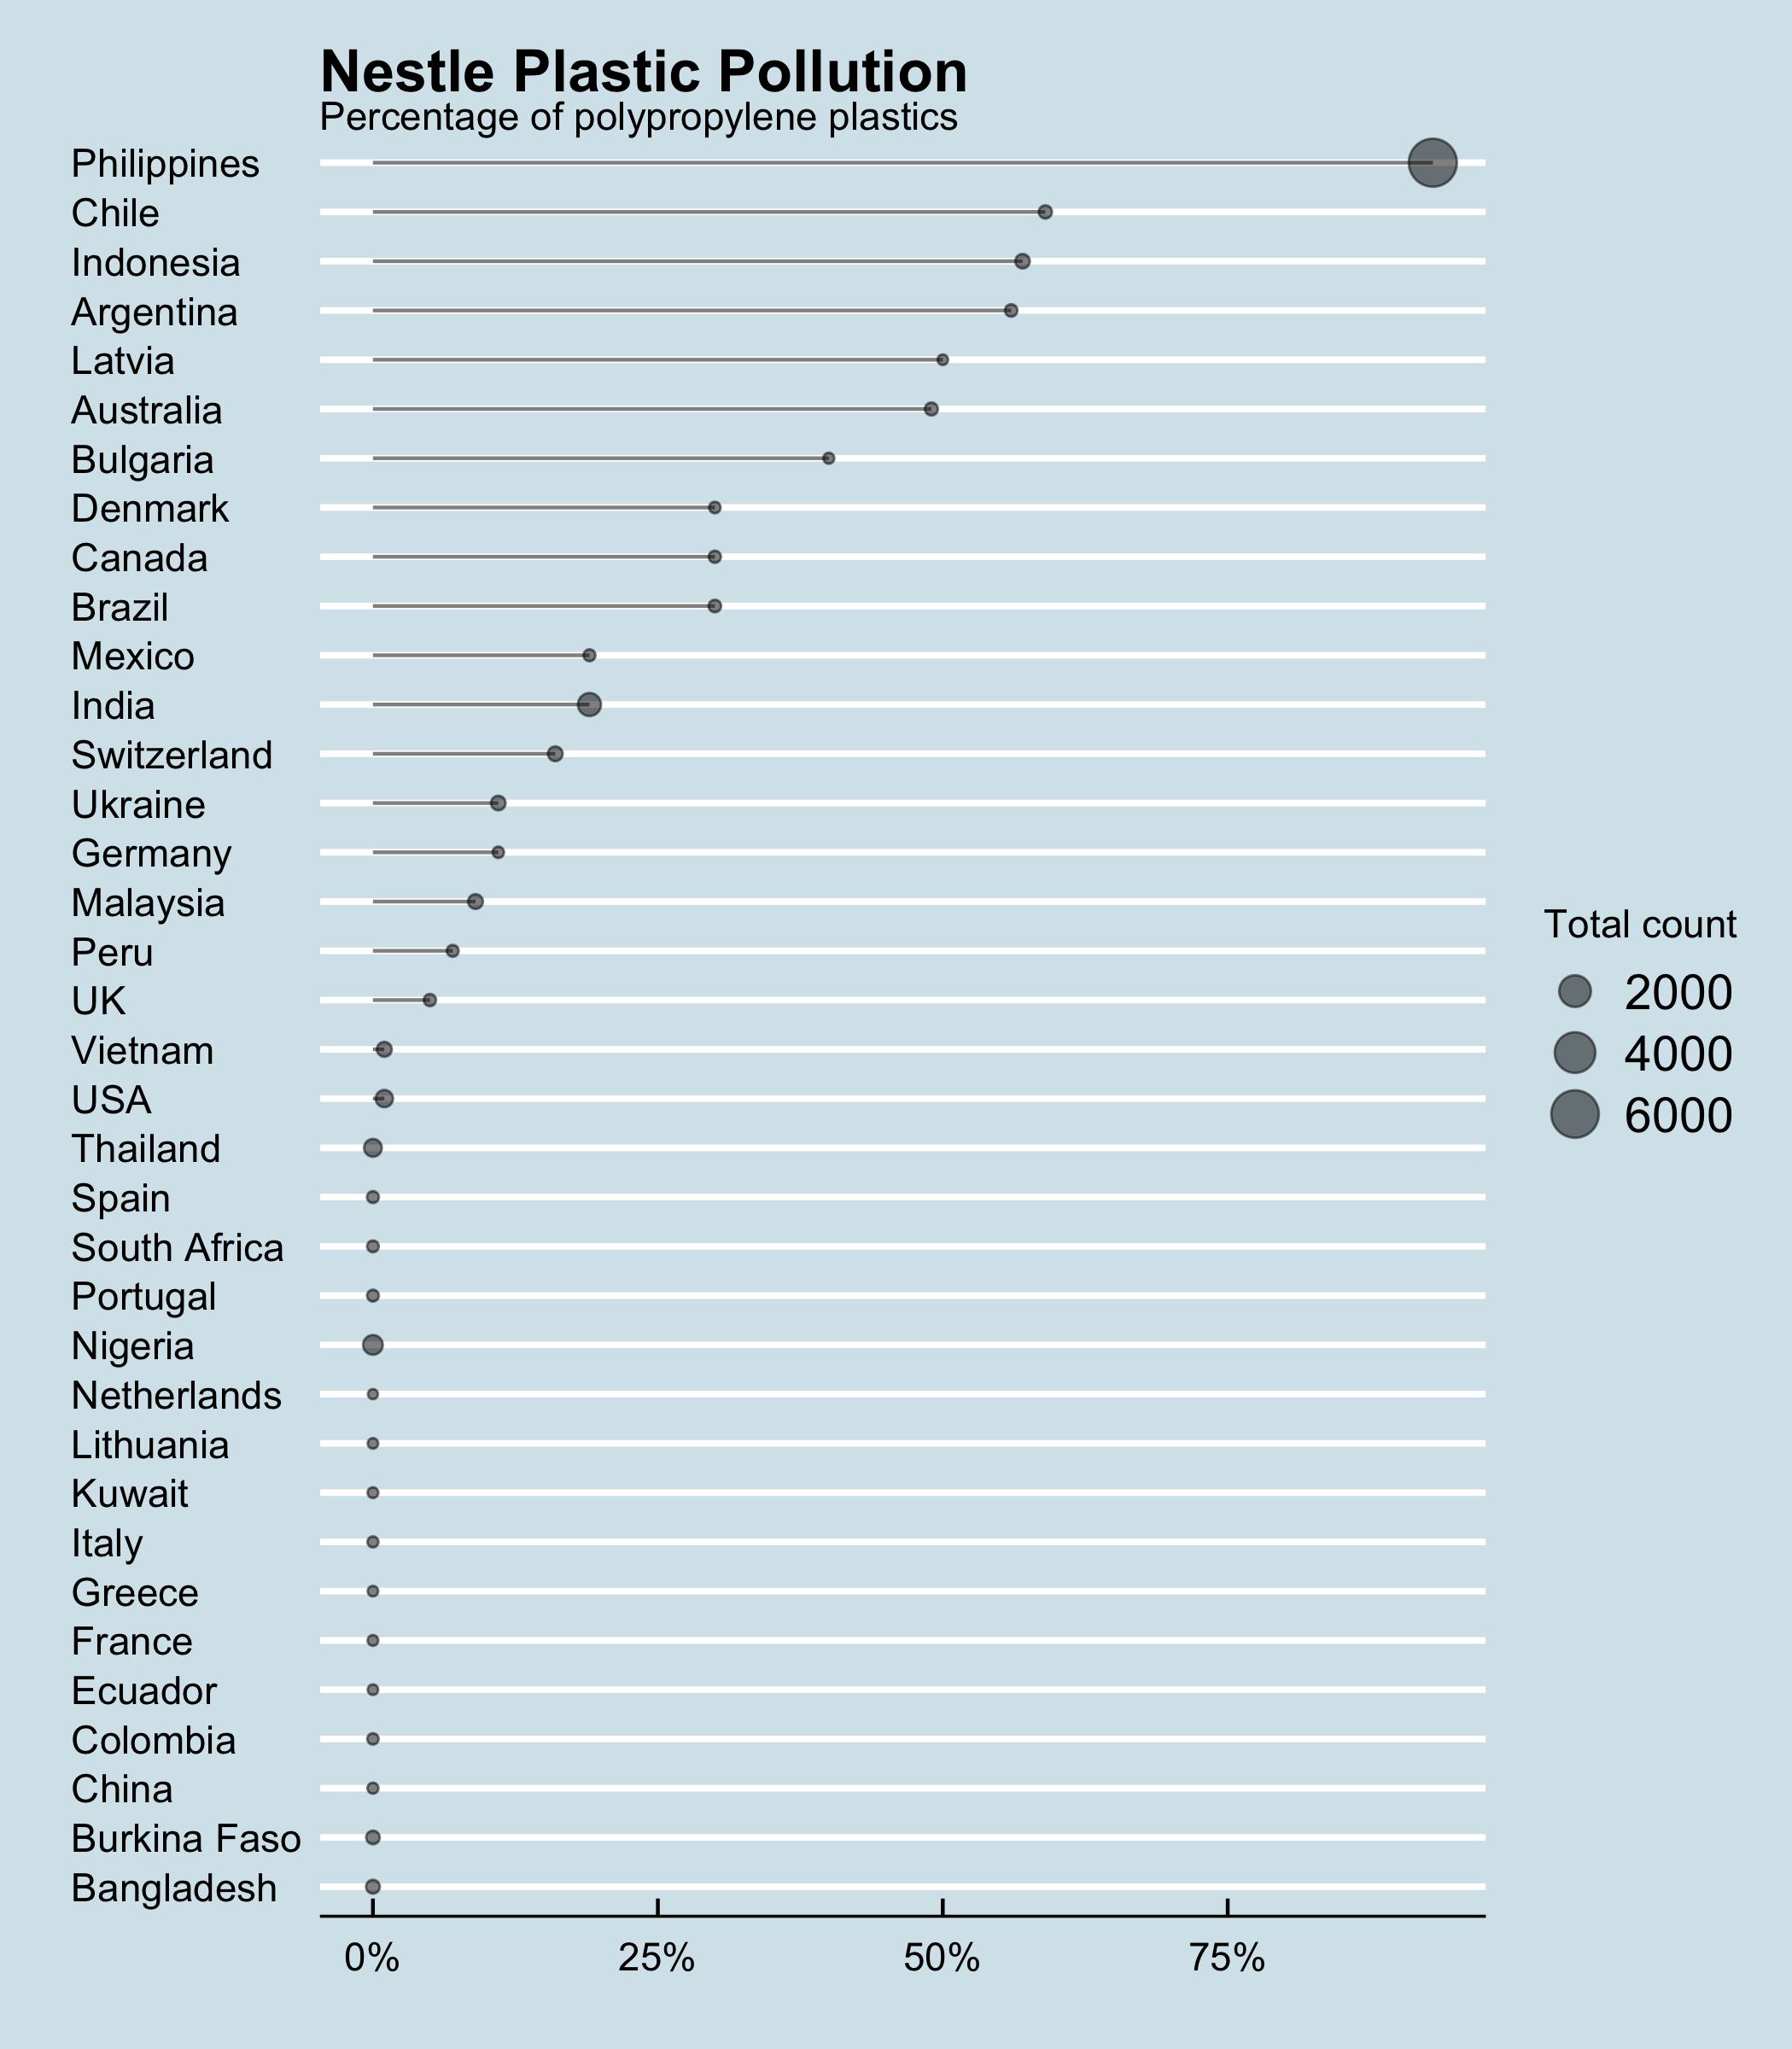 Nestle Plastic Pollution
Percentage of polypropylene plastics
Philippines
Chile
Indonesia
Argentina
Latvia
Australia
Bulgaria
Denmark
Canada
Brazil
Mexico
India
Switzerland
Ukraine
Germany
Malaysia
Peru
UK
Vietnam
USA
Thailand
Spain
South Africa
Portugal
Nigeria
Netherlands
Lithuania
Kuwait
Italy
Greece
France
Ecuador
Colombia
China
Burkina Faso
Bangladesh
0% 25% 50% 75%
Total count
2000
4000
6000